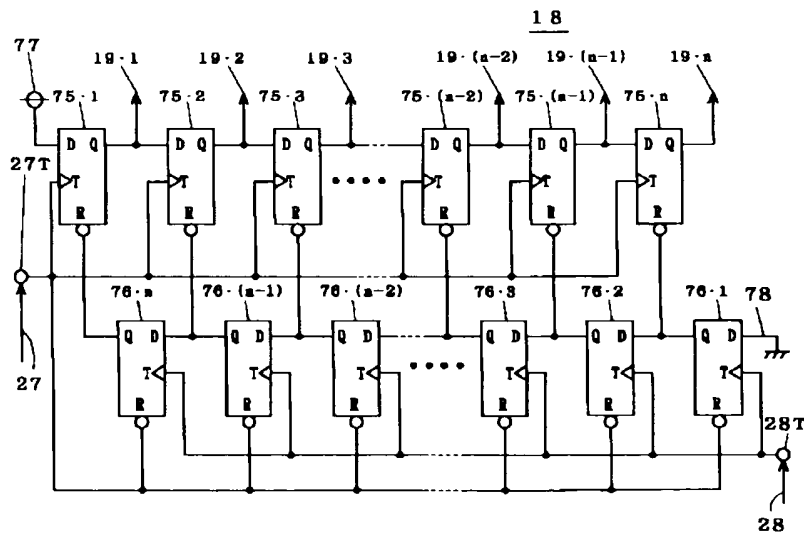 18
77 19·1 19·2 19·3 19·(n-2) 19·(n-1) 19·n
75·1 75·2 75·3 75·(n-2) 75·(n-1) 75·n
D Q D Q D Q D Q D Q D Q
27T
T T T T T T
R R R R R R
76·n 76·(n-1) 76·(n-2) 76·3 76·2 76·1 78
Q D Q D Q D Q D Q D Q D
27
T T T T T T
R R R R R R
28T
28